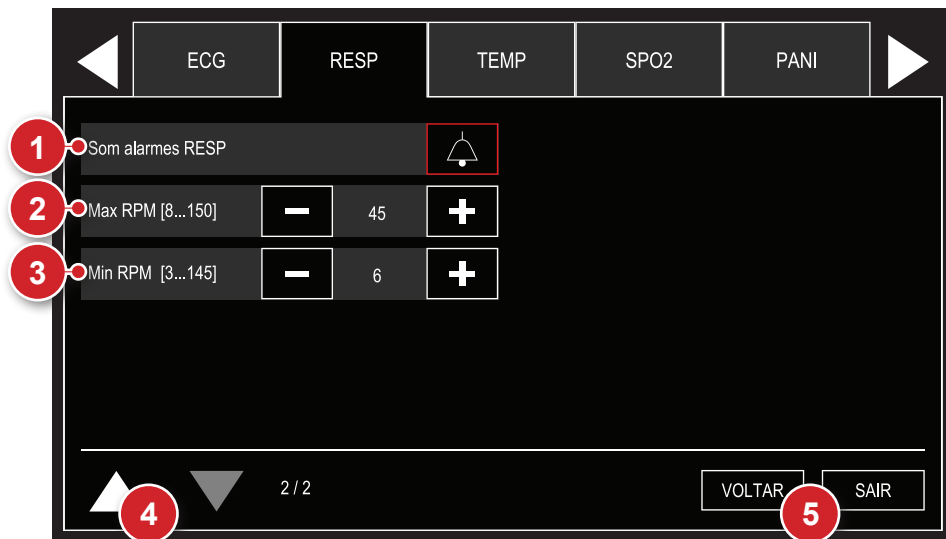 ECG RESP TEMP SPO2 PANI
1 Som alarmes RESP
2 Max RPM [8...150] − 45 +
3 Min RPM [3...145] − 6 +
2 / 2 VOLTAR SAIR
4 5